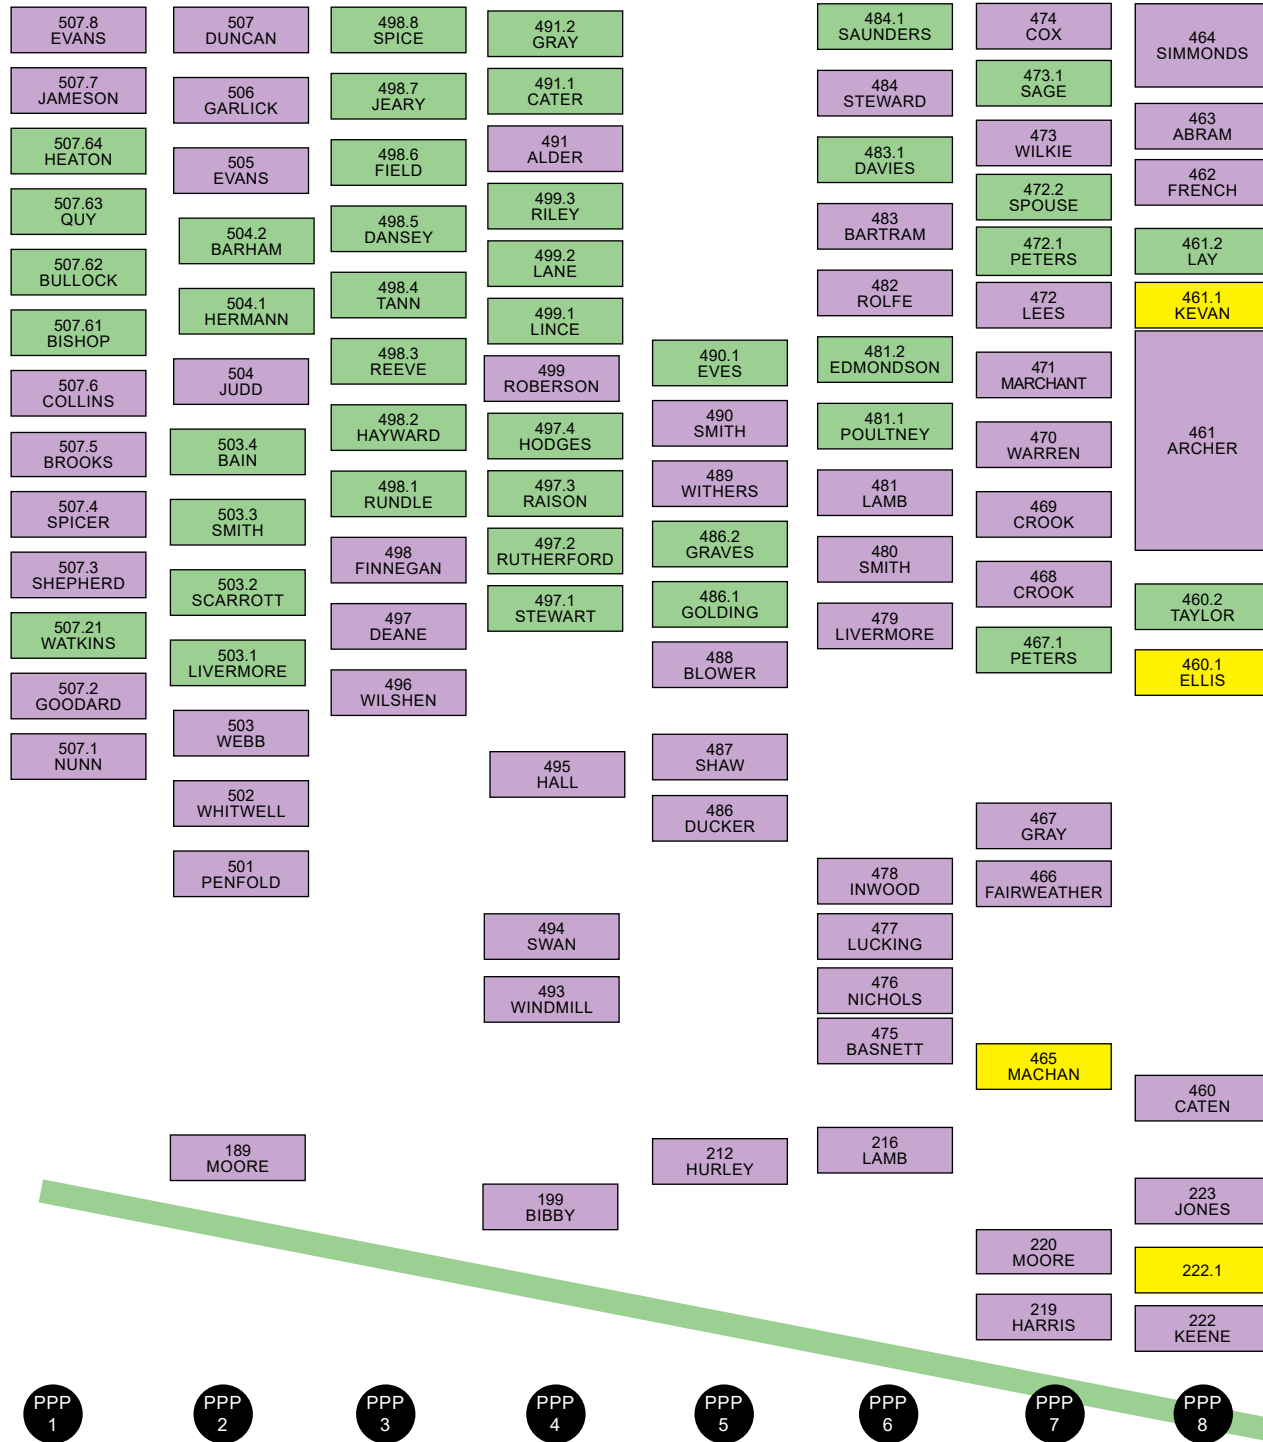 507.8
EVANS
507.7
JAMESON
507.64
HEATON
507.63
QUY
507.62
BULLOCK
507.61
BISHOP
507.6
COLLINS
507.5
BROOKS
507.4
SPICER
507.3
SHEPHERD
507.21
WATKINS
507.2
GOODARD
507.1
NUNN
507
DUNCAN
506
GARLICK
505
EVANS
504.2
BARHAM
504.1
HERMANN
504
JUDD
503.4
BAIN
503.3
SMITH
503.2
SCARROTT
503.1
LIVERMORE
503
WEBB
502
WHITWELL
501
PENFOLD
189
MOORE
498.8
SPICE
498.7
JEARY
498.6
FIELD
498.5
DANSEY
498.4
TANN
498.3
REEVE
498.2
HAYWARD
498.1
RUNDLE
498
FINNEGAN
497
DEANE
496
WILSHEN
491.2
GRAY
491.1
CATER
491
ALDER
499.3
RILEY
499.2
LANE
499.1
LINCE
499
ROBERSON
497.4
HODGES
497.3
RAISON
497.2
RUTHERFORD
497.1
STEWART
495
HALL
494
SWAN
493
WINDMILL
199
BIBBY
490.1
EVES
490
SMITH
489
WITHERS
486.2
GRAVES
486.1
GOLDING
488
BLOWER
487
SHAW
486
DUCKER
212
HURLEY
484.1
SAUNDERS
484
STEWARD
483.1
DAVIES
483
BARTRAM
482
ROLFE
481.2
EDMONDSON
481.1
POULTNEY
481
LAMB
480
SMITH
479
LIVERMORE
478
INWOOD
477
LUCKING
476
NICHOLS
475
BASNETT
216
LAMB
474
COX
473.1
SAGE
473
WILKIE
472.2
SPOUSE
472.1
PETERS
472
LEES
471
MARCHANT
470
WARREN
469
CROOK
468
CROOK
467.1
PETERS
467
GRAY
466
FAIRWEATHER
465
MACHAN
220
MOORE
219
HARRIS
464
SIMMONDS
463
ABRAM
462
FRENCH
461.2
LAY
461.1
KEVAN
461
ARCHER
460.2
TAYLOR
460.1
ELLIS
460
CATEN
223
JONES
222.1
222
KEENE
PPP
1
PPP
2
PPP
3
PPP
4
PPP
5
PPP
6
PPP
7
PPP
8